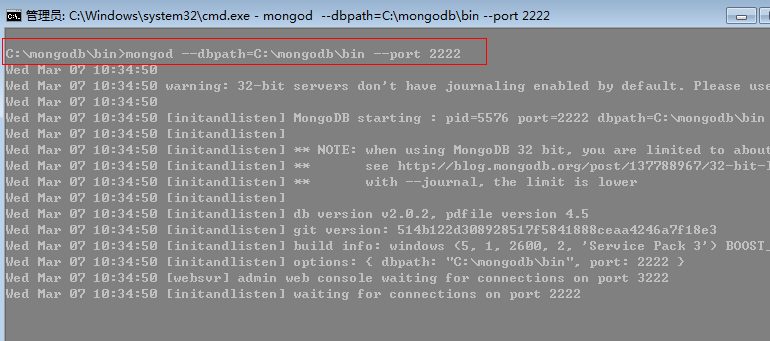 管理员: C:\Windows\system32\cmd.exe - mongod  --dbpath=C:\mongodb\bin --port 2222
C:\mongodb\bin>mongod --dbpath=C:\mongodb\bin --port 2222
Wed Mar 07 10:34:50
Wed Mar 07 10:34:50 warning: 32-bit servers don't have journaling enabled by default. Please use
Wed Mar 07 10:34:50
Wed Mar 07 10:34:50 [initandlisten] MongoDB starting : pid=5576 port=2222 dbpath=C:\mongodb\bin
Wed Mar 07 10:34:50 [initandlisten]
Wed Mar 07 10:34:50 [initandlisten] ** NOTE: when using MongoDB 32 bit, you are limited to about
Wed Mar 07 10:34:50 [initandlisten] **       see http://blog.mongodb.org/post/137788967/32-bit-l
Wed Mar 07 10:34:50 [initandlisten] **       with --journal, the limit is lower
Wed Mar 07 10:34:50 [initandlisten]
Wed Mar 07 10:34:50 [initandlisten] db version v2.0.2, pdfile version 4.5
Wed Mar 07 10:34:50 [initandlisten] git version: 514b122d308928517f5841888ceaa4246a7f18e3
Wed Mar 07 10:34:50 [initandlisten] build info: windows (5, 1, 2600, 2, 'Service Pack 3') BOOST_
Wed Mar 07 10:34:50 [initandlisten] options: { dbpath: "C:\mongodb\bin", port: 2222 }
Wed Mar 07 10:34:50 [websvr] admin web console waiting for connections on port 3222
Wed Mar 07 10:34:50 [initandlisten] waiting for connections on port 2222